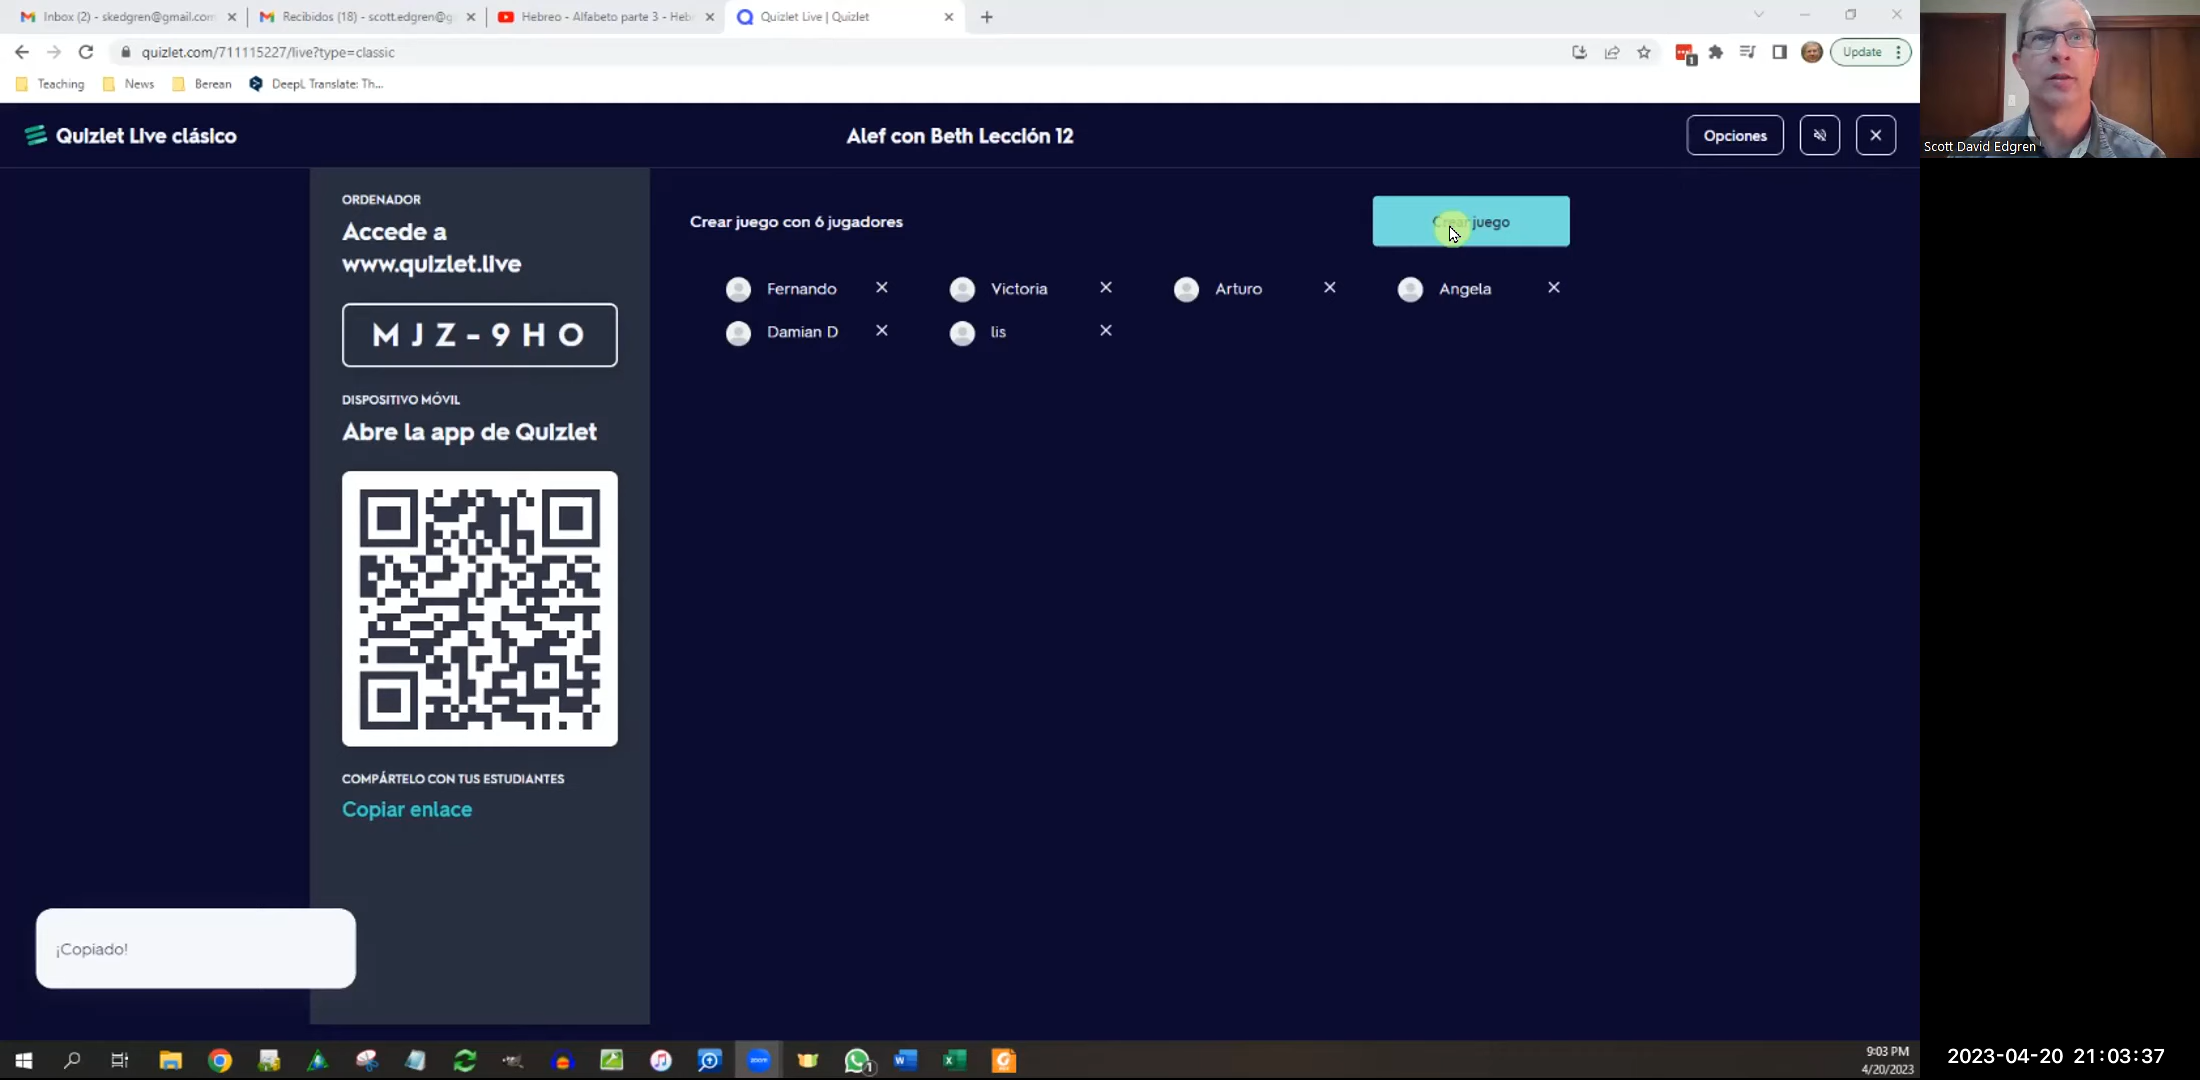 Inbox (2) - skedgren@gmail.com
Recibidos (18) - scott.edgren@g
Hebreo - Alfabeto parte 3 - Heb
Quizlet Live | Quizlet
quizlet.com/711115227/live?type=classic
Update
Teaching
News
Berean
DeepL Translate: Th...
Scott David Edgren
Quizlet Live clásico
Alef con Beth Lección 12
Opciones
ORDENADOR
Accede a
www.quizlet.live
MJZ-9HO
DISPOSITIVO MÓVIL
Abre la app de Quizlet
COMPÁRTELO CON TUS ESTUDIANTES
Copiar enlace
Crear juego con 6 jugadores
Crear juego
Fernando
Victoria
Arturo
Angela
Damian D
lis
¡Copiado!
zoom
9:03 PM
4/20/2023
2023-04-20 21:03:37